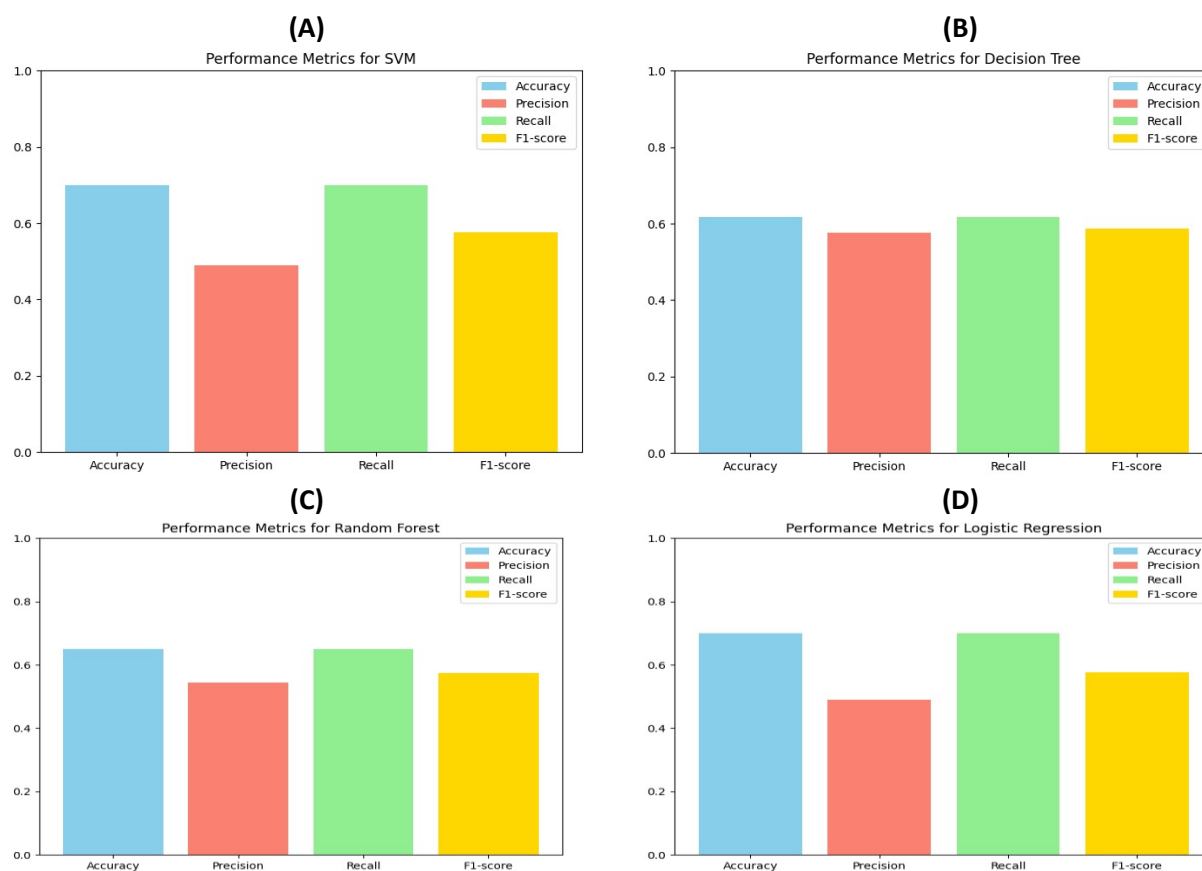 (A)
Performance Metrics for SVM
1.0
0.8
0.6
0.4
0.2
0.0
Accuracy
Precision
Recall
F1-score
Accuracy Precision Recall F1-score
(B)
Performance Metrics for Decision Tree
1.0
0.8
0.6
0.4
0.2
0.0
Accuracy
Precision
Recall
F1-score
Accuracy Precision Recall F1-score
(C)
Performance Metrics for Random Forest
1.0
0.8
0.6
0.4
0.2
0.0
Accuracy
Precision
Recall
F1-score
Accuracy Precision Recall F1-score
(D)
Performance Metrics for Logistic Regression
1.0
0.8
0.6
0.4
0.2
0.0
Accuracy
Precision
Recall
F1-score
Accuracy Precision Recall F1-score